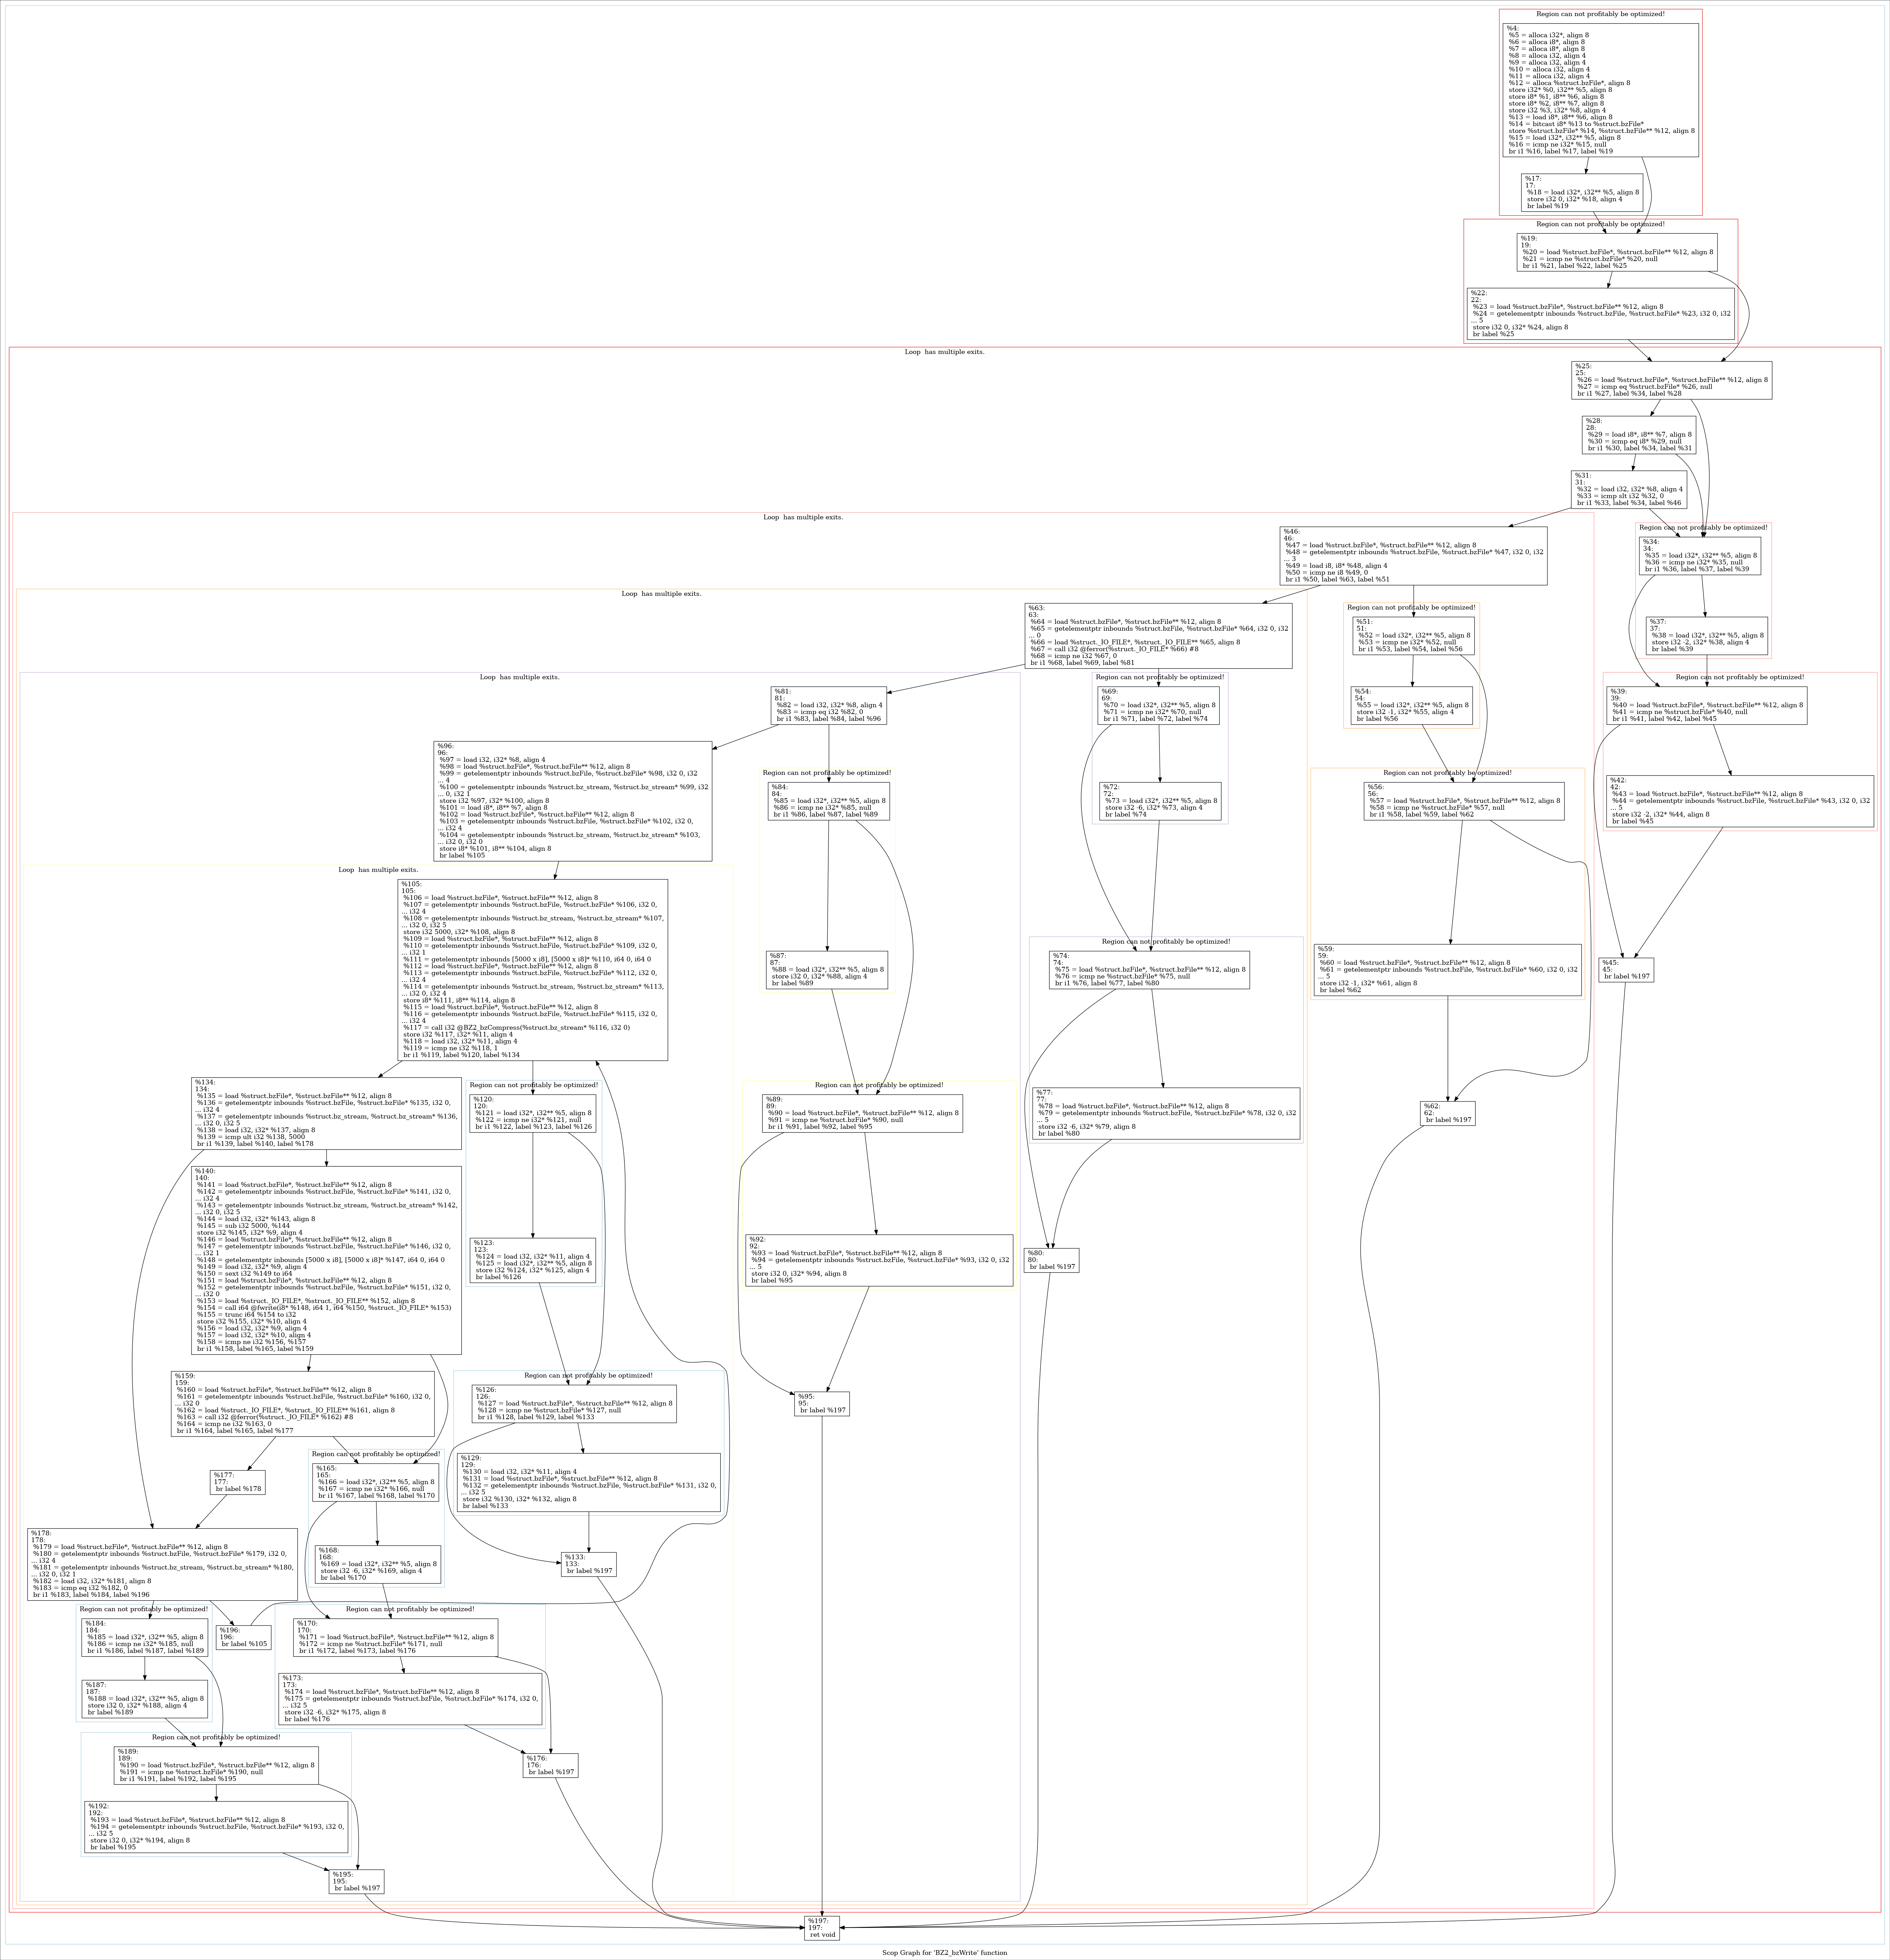 Region can not profitably be optimized!
%4:
%5 = alloca i32*, align 8
%6 = alloca i8*, align 8
%7 = alloca i8*, align 8
%8 = alloca i32, align 4
%9 = alloca i32, align 4
%10 = alloca i32, align 4
%11 = alloca i32, align 4
%12 = alloca %struct.bzFile*, align 8
store i32* %0, i32** %5, align 8
store i8* %1, i8** %6, align 8
store i8* %2, i8** %7, align 8
store i32 %3, i32* %8, align 4
%13 = load i8*, i8** %6, align 8
%14 = bitcast i8* %13 to %struct.bzFile*
store %struct.bzFile* %14, %struct.bzFile** %12, align 8
%15 = load i32*, i32** %5, align 8
%16 = icmp ne i32* %15, null
br i1 %16, label %17, label %19
%17:
17:
%18 = load i32*, i32** %5, align 8
store i32 0, i32* %18, align 4
br label %19
Region can not profitably be optimized!
%19:
19:
%20 = load %struct.bzFile*, %struct.bzFile** %12, align 8
%21 = icmp ne %struct.bzFile* %20, null
br i1 %21, label %22, label %25
%22:
22:
%23 = load %struct.bzFile*, %struct.bzFile** %12, align 8
%24 = getelementptr inbounds %struct.bzFile, %struct.bzFile* %23, i32 0, i32
... 5
store i32 0, i32* %24, align 8
br label %25
Loop  has multiple exits.
%25:
25:
%26 = load %struct.bzFile*, %struct.bzFile** %12, align 8
%27 = icmp eq %struct.bzFile* %26, null
br i1 %27, label %34, label %28
%28:
28:
%29 = load i8*, i8** %7, align 8
%30 = icmp eq i8* %29, null
br i1 %30, label %34, label %31
%31:
31:
%32 = load i32, i32* %8, align 4
%33 = icmp slt i32 %32, 0
br i1 %33, label %34, label %46
Loop  has multiple exits.
%46:
46:
%47 = load %struct.bzFile*, %struct.bzFile** %12, align 8
%48 = getelementptr inbounds %struct.bzFile, %struct.bzFile* %47, i32 0, i32
... 3
%49 = load i8, i8* %48, align 4
%50 = icmp ne i8 %49, 0
br i1 %50, label %63, label %51
Region can not profitably be optimized!
%34:
34:
%35 = load i32*, i32** %5, align 8
%36 = icmp ne i32* %35, null
br i1 %36, label %37, label %39
%37:
37:
%38 = load i32*, i32** %5, align 8
store i32 -2, i32* %38, align 4
br label %39
Loop  has multiple exits.
%63:
63:
%64 = load %struct.bzFile*, %struct.bzFile** %12, align 8
%65 = getelementptr inbounds %struct.bzFile, %struct.bzFile* %64, i32 0, i32
... 0
%66 = load %struct._IO_FILE*, %struct._IO_FILE** %65, align 8
%67 = call i32 @ferror(%struct._IO_FILE* %66) #8
%68 = icmp ne i32 %67, 0
br i1 %68, label %69, label %81
Region can not profitably be optimized!
%51:
51:
%52 = load i32*, i32** %5, align 8
%53 = icmp ne i32* %52, null
br i1 %53, label %54, label %56
%54:
54:
%55 = load i32*, i32** %5, align 8
store i32 -1, i32* %55, align 4
br label %56
Loop  has multiple exits.
%81:
81:
%82 = load i32, i32* %8, align 4
%83 = icmp eq i32 %82, 0
br i1 %83, label %84, label %96
Region can not profitably be optimized!
%69:
69:
%70 = load i32*, i32** %5, align 8
%71 = icmp ne i32* %70, null
br i1 %71, label %72, label %74
%72:
72:
%73 = load i32*, i32** %5, align 8
store i32 -6, i32* %73, align 4
br label %74
Region can not profitably be optimized!
%39:
39:
%40 = load %struct.bzFile*, %struct.bzFile** %12, align 8
%41 = icmp ne %struct.bzFile* %40, null
br i1 %41, label %42, label %45
%42:
42:
%43 = load %struct.bzFile*, %struct.bzFile** %12, align 8
%44 = getelementptr inbounds %struct.bzFile, %struct.bzFile* %43, i32 0, i32
... 5
store i32 -2, i32* %44, align 8
br label %45
%96:
96:
%97 = load i32, i32* %8, align 4
%98 = load %struct.bzFile*, %struct.bzFile** %12, align 8
%99 = getelementptr inbounds %struct.bzFile, %struct.bzFile* %98, i32 0, i32
... 4
%100 = getelementptr inbounds %struct.bz_stream, %struct.bz_stream* %99, i32
... 0, i32 1
store i32 %97, i32* %100, align 8
%101 = load i8*, i8** %7, align 8
%102 = load %struct.bzFile*, %struct.bzFile** %12, align 8
%103 = getelementptr inbounds %struct.bzFile, %struct.bzFile* %102, i32 0,
... i32 4
%104 = getelementptr inbounds %struct.bz_stream, %struct.bz_stream* %103,
... i32 0, i32 0
store i8* %101, i8** %104, align 8
br label %105
Region can not profitably be optimized!
%84:
84:
%85 = load i32*, i32** %5, align 8
%86 = icmp ne i32* %85, null
br i1 %86, label %87, label %89
%87:
87:
%88 = load i32*, i32** %5, align 8
store i32 0, i32* %88, align 4
br label %89
Region can not profitably be optimized!
%56:
56:
%57 = load %struct.bzFile*, %struct.bzFile** %12, align 8
%58 = icmp ne %struct.bzFile* %57, null
br i1 %58, label %59, label %62
%59:
59:
%60 = load %struct.bzFile*, %struct.bzFile** %12, align 8
%61 = getelementptr inbounds %struct.bzFile, %struct.bzFile* %60, i32 0, i32
... 5
store i32 -1, i32* %61, align 8
br label %62
Loop  has multiple exits.
%105:
105:
%106 = load %struct.bzFile*, %struct.bzFile** %12, align 8
%107 = getelementptr inbounds %struct.bzFile, %struct.bzFile* %106, i32 0,
... i32 4
%108 = getelementptr inbounds %struct.bz_stream, %struct.bz_stream* %107,
... i32 0, i32 5
store i32 5000, i32* %108, align 8
%109 = load %struct.bzFile*, %struct.bzFile** %12, align 8
%110 = getelementptr inbounds %struct.bzFile, %struct.bzFile* %109, i32 0,
... i32 1
%111 = getelementptr inbounds [5000 x i8], [5000 x i8]* %110, i64 0, i64 0
%112 = load %struct.bzFile*, %struct.bzFile** %12, align 8
%113 = getelementptr inbounds %struct.bzFile, %struct.bzFile* %112, i32 0,
... i32 4
%114 = getelementptr inbounds %struct.bz_stream, %struct.bz_stream* %113,
... i32 0, i32 4
store i8* %111, i8** %114, align 8
%115 = load %struct.bzFile*, %struct.bzFile** %12, align 8
%116 = getelementptr inbounds %struct.bzFile, %struct.bzFile* %115, i32 0,
... i32 4
%117 = call i32 @BZ2_bzCompress(%struct.bz_stream* %116, i32 0)
store i32 %117, i32* %11, align 4
%118 = load i32, i32* %11, align 4
%119 = icmp ne i32 %118, 1
br i1 %119, label %120, label %134
Region can not profitably be optimized!
%74:
74:
%75 = load %struct.bzFile*, %struct.bzFile** %12, align 8
%76 = icmp ne %struct.bzFile* %75, null
br i1 %76, label %77, label %80
%77:
77:
%78 = load %struct.bzFile*, %struct.bzFile** %12, align 8
%79 = getelementptr inbounds %struct.bzFile, %struct.bzFile* %78, i32 0, i32
... 5
store i32 -6, i32* %79, align 8
br label %80
%45:
45:
br label %197
%134:
134:
%135 = load %struct.bzFile*, %struct.bzFile** %12, align 8
%136 = getelementptr inbounds %struct.bzFile, %struct.bzFile* %135, i32 0,
... i32 4
%137 = getelementptr inbounds %struct.bz_stream, %struct.bz_stream* %136,
... i32 0, i32 5
%138 = load i32, i32* %137, align 8
%139 = icmp ult i32 %138, 5000
br i1 %139, label %140, label %178
Region can not profitably be optimized!
%120:
120:
%121 = load i32*, i32** %5, align 8
%122 = icmp ne i32* %121, null
br i1 %122, label %123, label %126
%123:
123:
%124 = load i32, i32* %11, align 4
%125 = load i32*, i32** %5, align 8
store i32 %124, i32* %125, align 4
br label %126
Region can not profitably be optimized!
%89:
89:
%90 = load %struct.bzFile*, %struct.bzFile** %12, align 8
%91 = icmp ne %struct.bzFile* %90, null
br i1 %91, label %92, label %95
%92:
92:
%93 = load %struct.bzFile*, %struct.bzFile** %12, align 8
%94 = getelementptr inbounds %struct.bzFile, %struct.bzFile* %93, i32 0, i32
... 5
store i32 0, i32* %94, align 8
br label %95
%62:
62:
br label %197
%140:
140:
%141 = load %struct.bzFile*, %struct.bzFile** %12, align 8
%142 = getelementptr inbounds %struct.bzFile, %struct.bzFile* %141, i32 0,
... i32 4
%143 = getelementptr inbounds %struct.bz_stream, %struct.bz_stream* %142,
... i32 0, i32 5
%144 = load i32, i32* %143, align 8
%145 = sub i32 5000, %144
store i32 %145, i32* %9, align 4
%146 = load %struct.bzFile*, %struct.bzFile** %12, align 8
%147 = getelementptr inbounds %struct.bzFile, %struct.bzFile* %146, i32 0,
... i32 1
%148 = getelementptr inbounds [5000 x i8], [5000 x i8]* %147, i64 0, i64 0
%149 = load i32, i32* %9, align 4
%150 = sext i32 %149 to i64
%151 = load %struct.bzFile*, %struct.bzFile** %12, align 8
%152 = getelementptr inbounds %struct.bzFile, %struct.bzFile* %151, i32 0,
... i32 0
%153 = load %struct._IO_FILE*, %struct._IO_FILE** %152, align 8
%154 = call i64 @fwrite(i8* %148, i64 1, i64 %150, %struct._IO_FILE* %153)
%155 = trunc i64 %154 to i32
store i32 %155, i32* %10, align 4
%156 = load i32, i32* %9, align 4
%157 = load i32, i32* %10, align 4
%158 = icmp ne i32 %156, %157
br i1 %158, label %165, label %159
%80:
80:
br label %197
%159:
159:
%160 = load %struct.bzFile*, %struct.bzFile** %12, align 8
%161 = getelementptr inbounds %struct.bzFile, %struct.bzFile* %160, i32 0,
... i32 0
%162 = load %struct._IO_FILE*, %struct._IO_FILE** %161, align 8
%163 = call i32 @ferror(%struct._IO_FILE* %162) #8
%164 = icmp ne i32 %163, 0
br i1 %164, label %165, label %177
Region can not profitably be optimized!
%126:
126:
%127 = load %struct.bzFile*, %struct.bzFile** %12, align 8
%128 = icmp ne %struct.bzFile* %127, null
br i1 %128, label %129, label %133
%129:
129:
%130 = load i32, i32* %11, align 4
%131 = load %struct.bzFile*, %struct.bzFile** %12, align 8
%132 = getelementptr inbounds %struct.bzFile, %struct.bzFile* %131, i32 0,
... i32 5
store i32 %130, i32* %132, align 8
br label %133
%95:
95:
br label %197
%177:
177:
br label %178
Region can not profitably be optimized!
%165:
165:
%166 = load i32*, i32** %5, align 8
%167 = icmp ne i32* %166, null
br i1 %167, label %168, label %170
%168:
168:
%169 = load i32*, i32** %5, align 8
store i32 -6, i32* %169, align 4
br label %170
%178:
178:
%179 = load %struct.bzFile*, %struct.bzFile** %12, align 8
%180 = getelementptr inbounds %struct.bzFile, %struct.bzFile* %179, i32 0,
... i32 4
%181 = getelementptr inbounds %struct.bz_stream, %struct.bz_stream* %180,
... i32 0, i32 1
%182 = load i32, i32* %181, align 8
%183 = icmp eq i32 %182, 0
br i1 %183, label %184, label %196
%133:
133:
br label %197
Region can not profitably be optimized!
%184:
184:
%185 = load i32*, i32** %5, align 8
%186 = icmp ne i32* %185, null
br i1 %186, label %187, label %189
%187:
187:
%188 = load i32*, i32** %5, align 8
store i32 0, i32* %188, align 4
br label %189
%196:
196:
br label %105
Region can not profitably be optimized!
%170:
170:
%171 = load %struct.bzFile*, %struct.bzFile** %12, align 8
%172 = icmp ne %struct.bzFile* %171, null
br i1 %172, label %173, label %176
%173:
173:
%174 = load %struct.bzFile*, %struct.bzFile** %12, align 8
%175 = getelementptr inbounds %struct.bzFile, %struct.bzFile* %174, i32 0,
... i32 5
store i32 -6, i32* %175, align 8
br label %176
Region can not profitably be optimized!
%189:
189:
%190 = load %struct.bzFile*, %struct.bzFile** %12, align 8
%191 = icmp ne %struct.bzFile* %190, null
br i1 %191, label %192, label %195
%192:
192:
%193 = load %struct.bzFile*, %struct.bzFile** %12, align 8
%194 = getelementptr inbounds %struct.bzFile, %struct.bzFile* %193, i32 0,
... i32 5
store i32 0, i32* %194, align 8
br label %195
%176:
176:
br label %197
%195:
195:
br label %197
%197:
197:
ret void
Scop Graph for 'BZ2_bzWrite' function